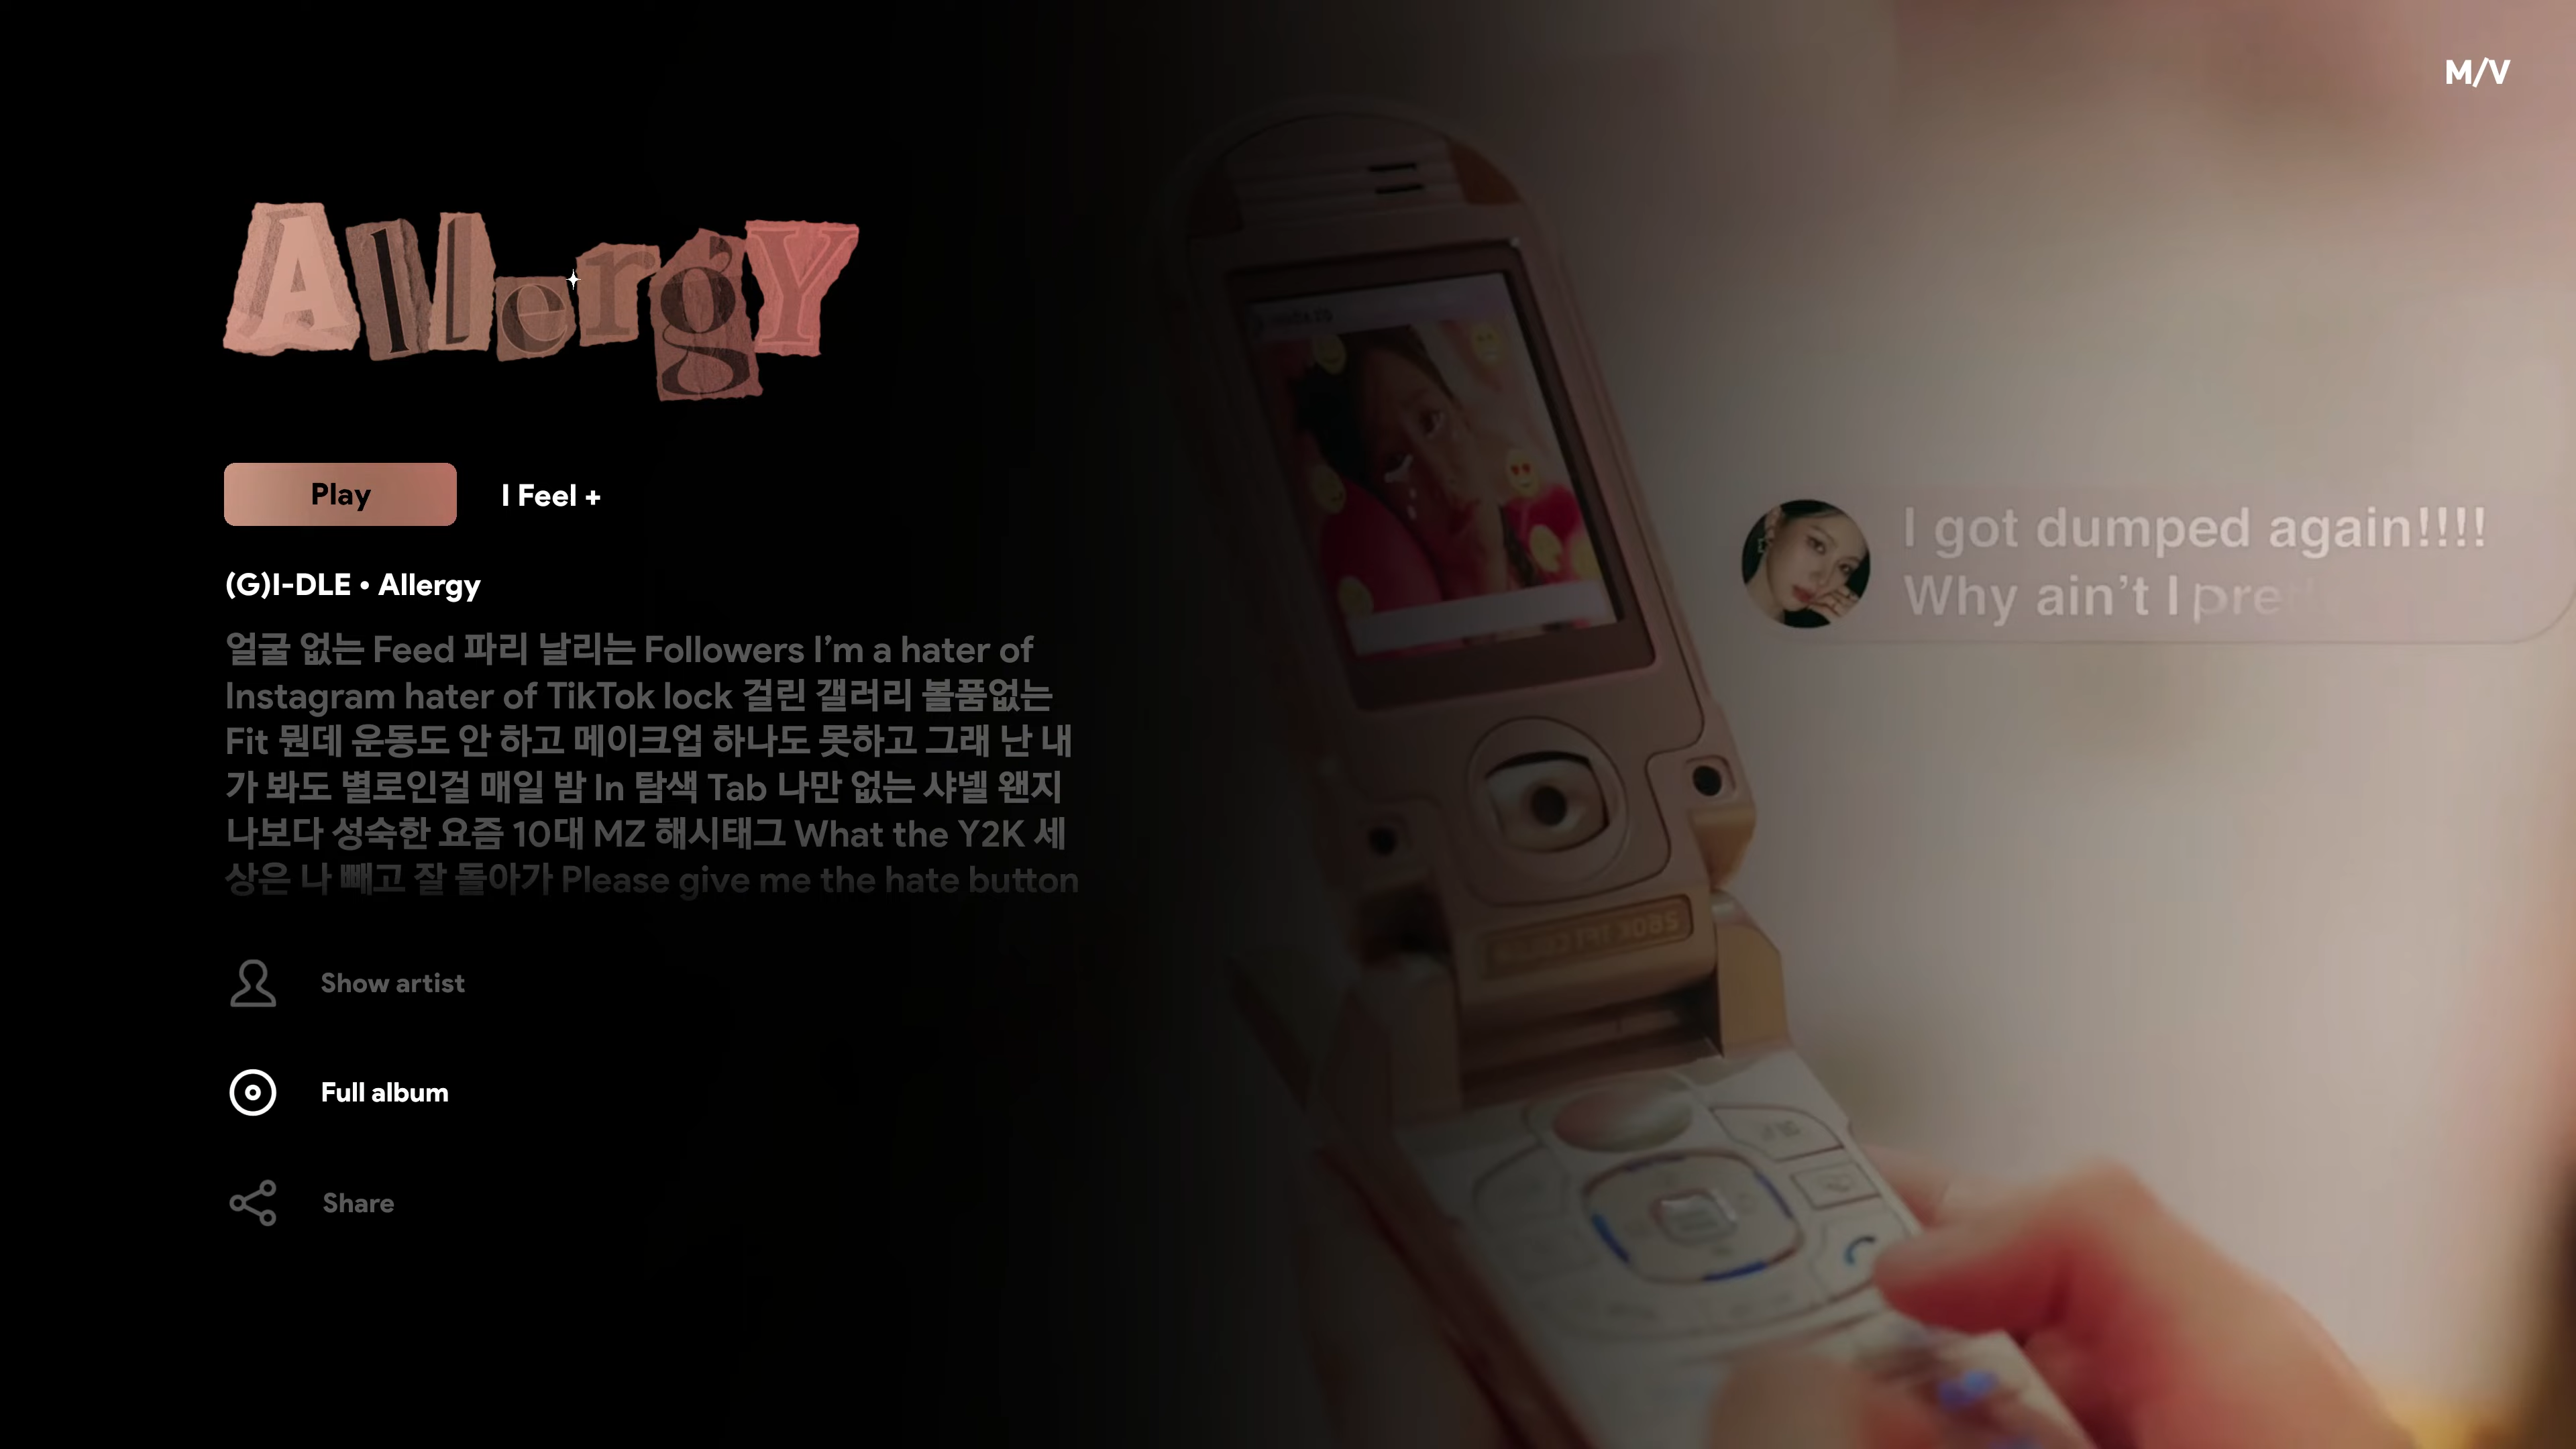 M/V
AllergY
Play
I Feel +
(G)I-DLE • Allergy
얼굴 없는 Feed 파리 날리는 Followers I’m a hater of
Instagram hater of TikTok lock 걸린 갤러리 볼품없는
Fit 뭔데 운동도 안 하고 메이크업 하나도 못하고 그래 난 내
가 봐도 별로인걸 매일 밤 In 탐색 Tab 나만 없는 샤넬 왠지
나보다 성숙한 요즘 10대 MZ 해시태그 What the Y2K 세
상은 나 빼고 잘 돌아가 Please give me the hate button
Show artist
Full album
Share
I got dumped again!!!!
Why ain’t I pre